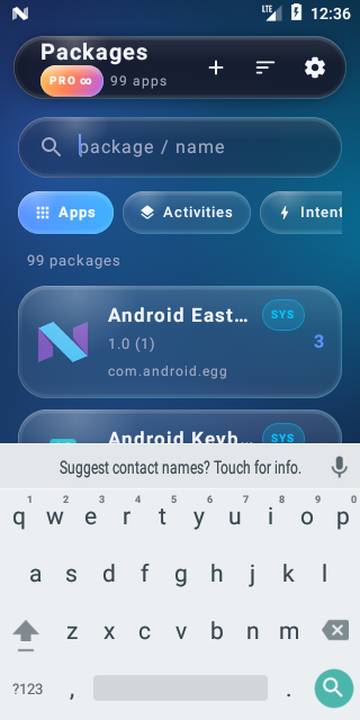 12:36
LTE
Packages
PRO ∞ 99 apps
package / name
Apps Activities Intent
99 packages
Android East… SYS
1.0 (1) 3
com.android.egg
Android Keyb… SYS
Suggest contact names? Touch for info.
1 2 3 4 5 6 7 8 9 0
q w e r t y u i o p
a s d f g h j k l
z x c v b n m
?123 , .